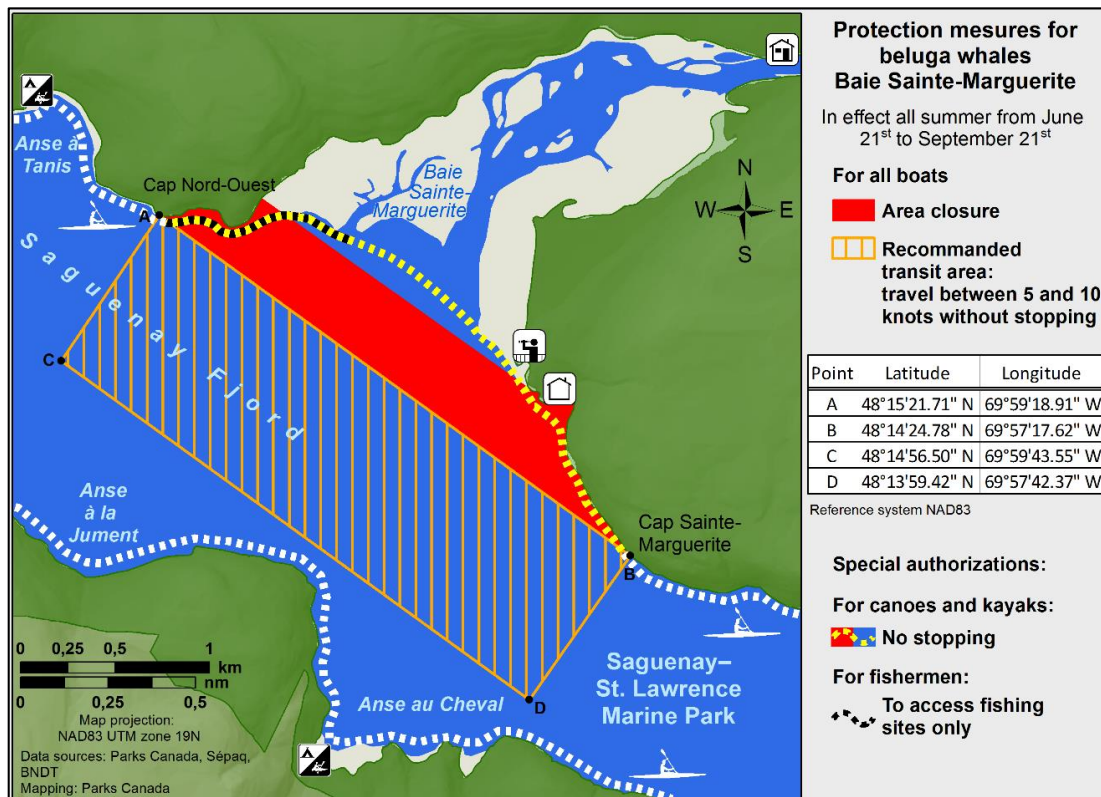 Anse à
Tanis
Cap Nord-Ouest
A
Baie
Sainte-
Marguerite
N
W E
S
Saguenay Fjord
C
Anse
à la
Jument
Cap Sainte-
Marguerite
B
Saguenay–
St. Lawrence
Marine Park
D
Anse au Cheval
0 0,25 0,5 1
km
nm
0 0,25 0,5
Map projection:
NAD83 UTM zone 19N
Data sources: Parks Canada, Sépaq,
BNDT
Mapping: Parks Canada
Protection mesures for
beluga whales
Baie Sainte-Marguerite
In effect all summer from June
21st to September 21st
For all boats
Area closure
Recommanded
transit area:
travel between 5 and 10
knots without stopping
Point Latitude Longitude
A 48°15'21.71" N 69°59'18.91" W
B 48°14'24.78" N 69°57'17.62" W
C 48°14'56.50" N 69°59'43.55" W
D 48°13'59.42" N 69°57'42.37" W
Reference system NAD83
Special authorizations:
For canoes and kayaks:
No stopping
For fishermen:
To access fishing
sites only